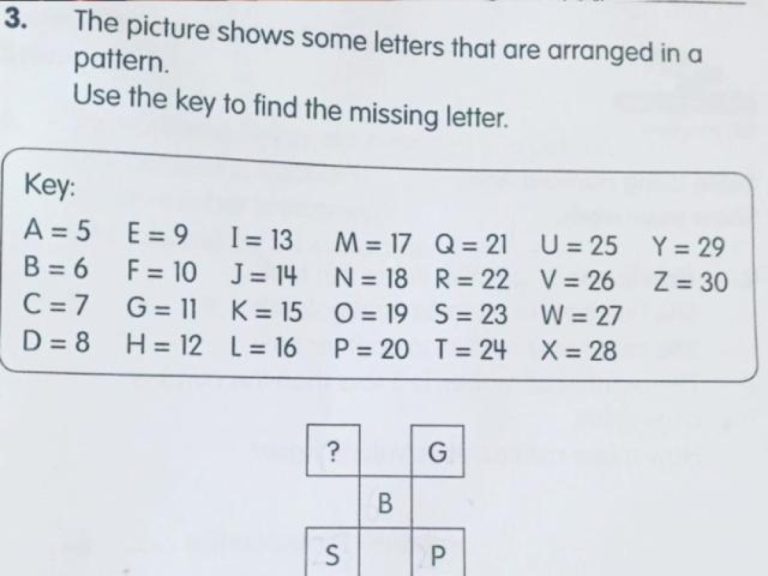 3. The picture shows some letters that are arranged in a
pattern.
Use the key to find the missing letter.
Key:
A = 5 E = 9 I = 13 M = 17 Q = 21 U = 25 Y = 29
B = 6 F = 10 J = 14 N = 18 R = 22 V = 26 Z = 30
C = 7 G = 11 K = 15 O = 19 S = 23 W = 27
D = 8 H = 12 L = 16 P = 20 T = 24 X = 28
? G
B
S P